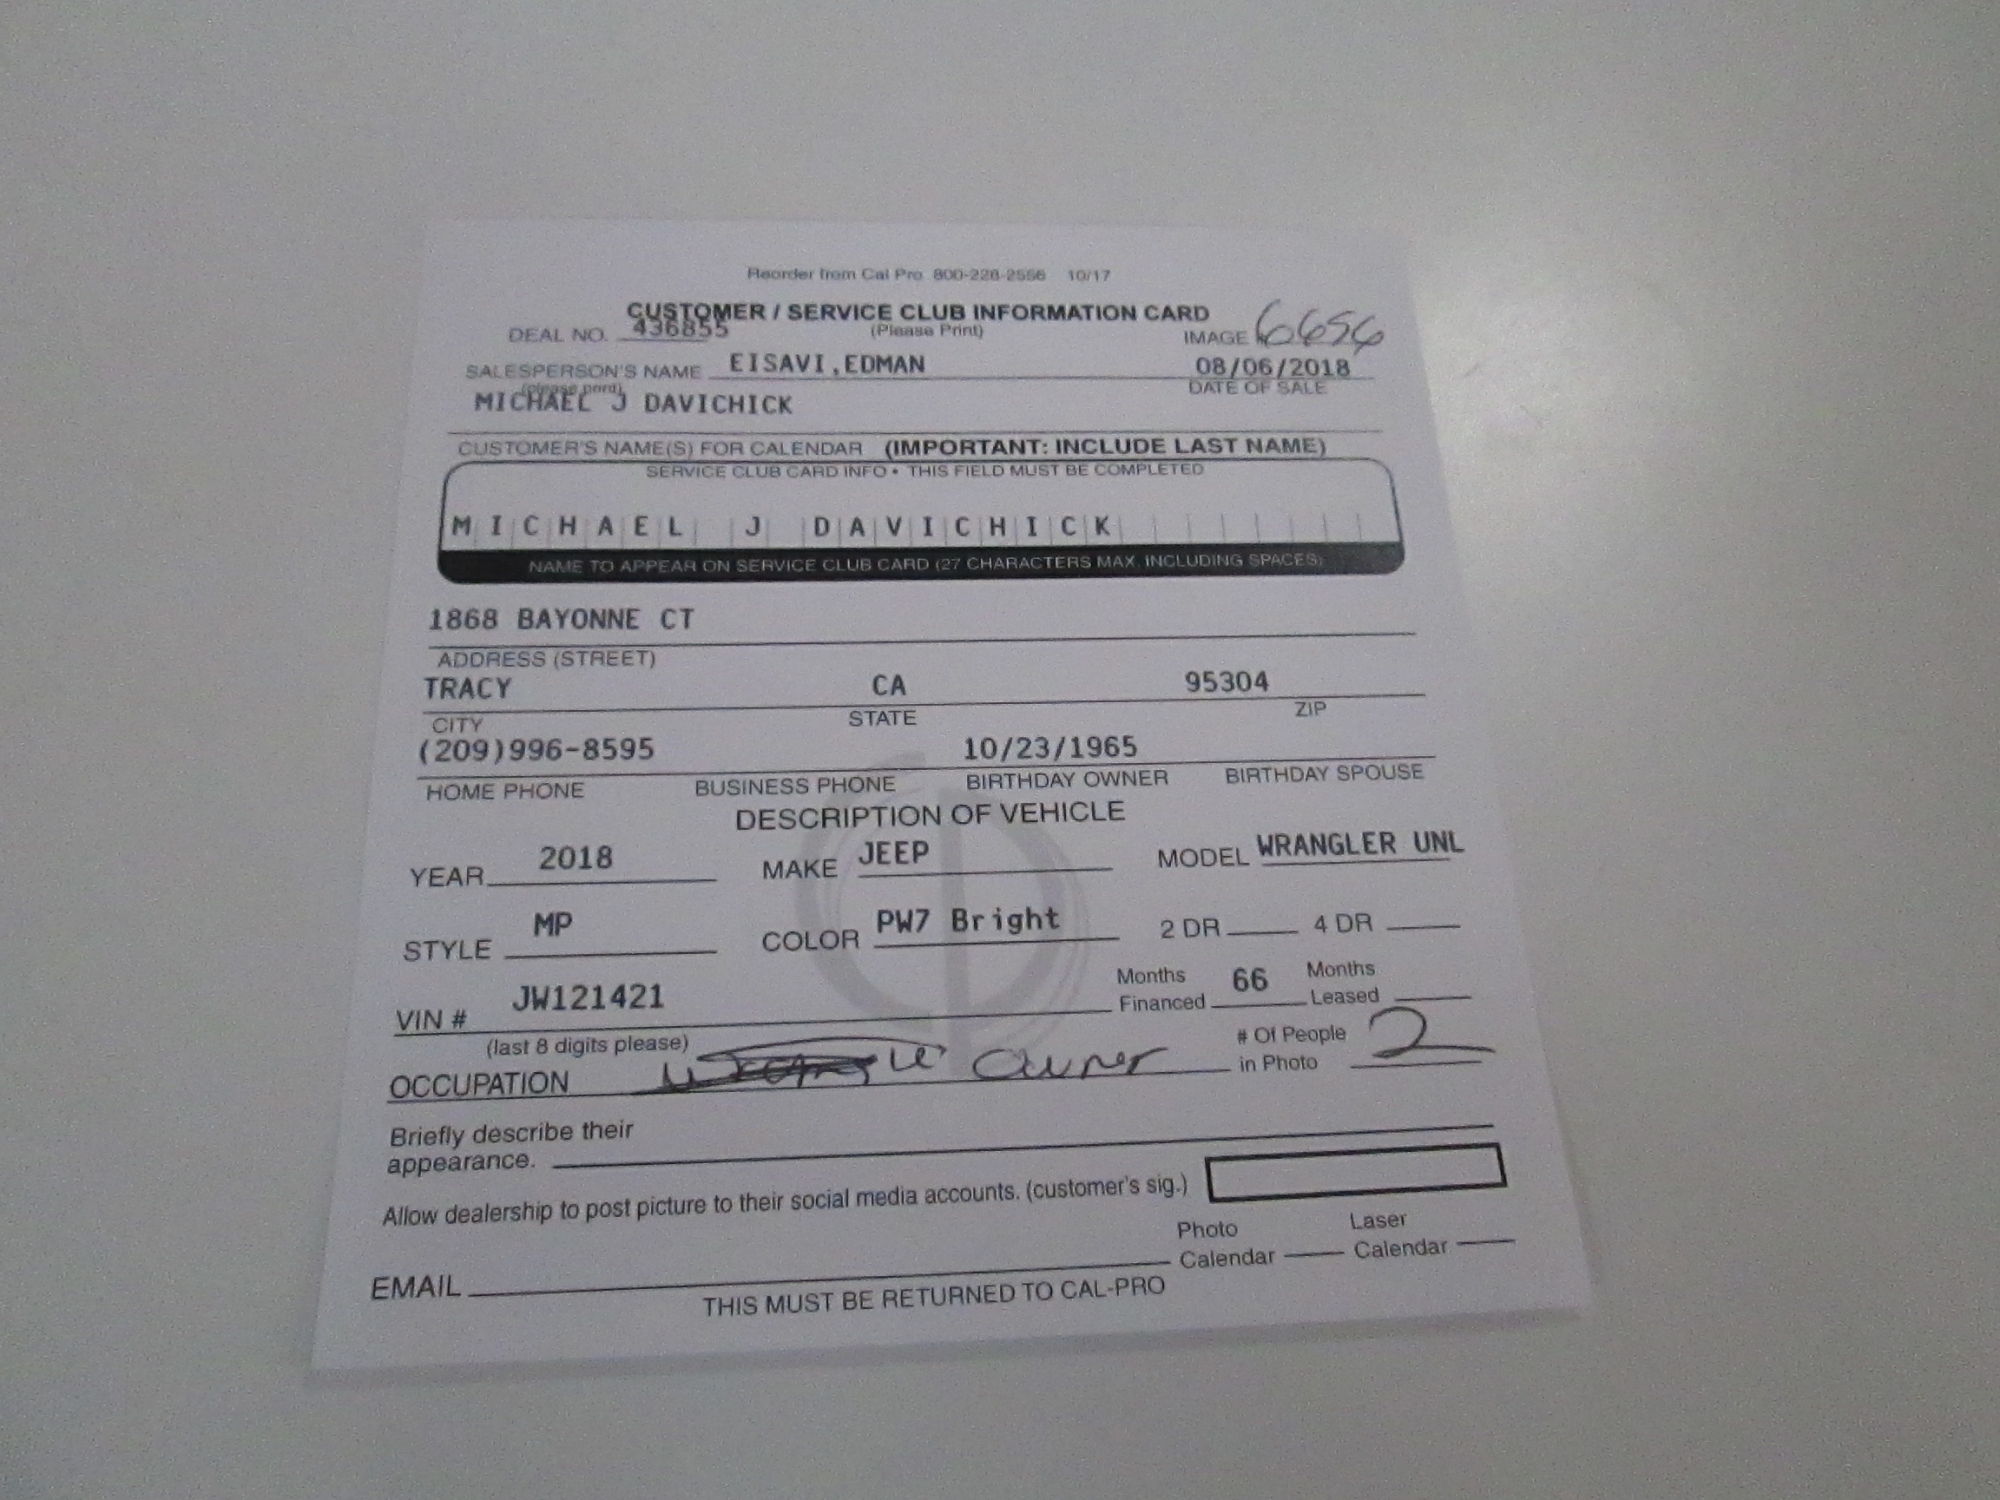 Reorder from Cal Pro 800-228-2556 10/17
CUSTOMER / SERVICE CLUB INFORMATION CARD
DEAL NO. 436855 (Please Print) IMAGE # 6656
SALESPERSON'S NAME EISAVI,EDMAN 08/06/2018
(please print) DATE OF SALE
MICHAEL J DAVICHICK
CUSTOMER'S NAME(S) FOR CALENDAR (IMPORTANT: INCLUDE LAST NAME)
SERVICE CLUB CARD INFO • THIS FIELD MUST BE COMPLETED
MICHAEL J DAVICHICK
NAME TO APPEAR ON SERVICE CLUB CARD (27 CHARACTERS MAX. INCLUDING SPACES)
1868 BAYONNE CT
ADDRESS (STREET)
TRACY CA 95304
CITY STATE ZIP
(209)996-8595 10/23/1965
HOME PHONE BUSINESS PHONE BIRTHDAY OWNER BIRTHDAY SPOUSE
DESCRIPTION OF VEHICLE
YEAR 2018 MAKE JEEP MODEL WRANGLER UNL
STYLE MP COLOR PW7 Bright 2 DR 4 DR
VIN # JW121421 Months Financed 66 Months Leased
(last 8 digits please)
OCCUPATION Owner # Of People in Photo 2
Briefly describe their
appearance.
Allow dealership to post picture to their social media accounts. (customer's sig.)
EMAIL Photo Calendar Laser Calendar
THIS MUST BE RETURNED TO CAL-PRO